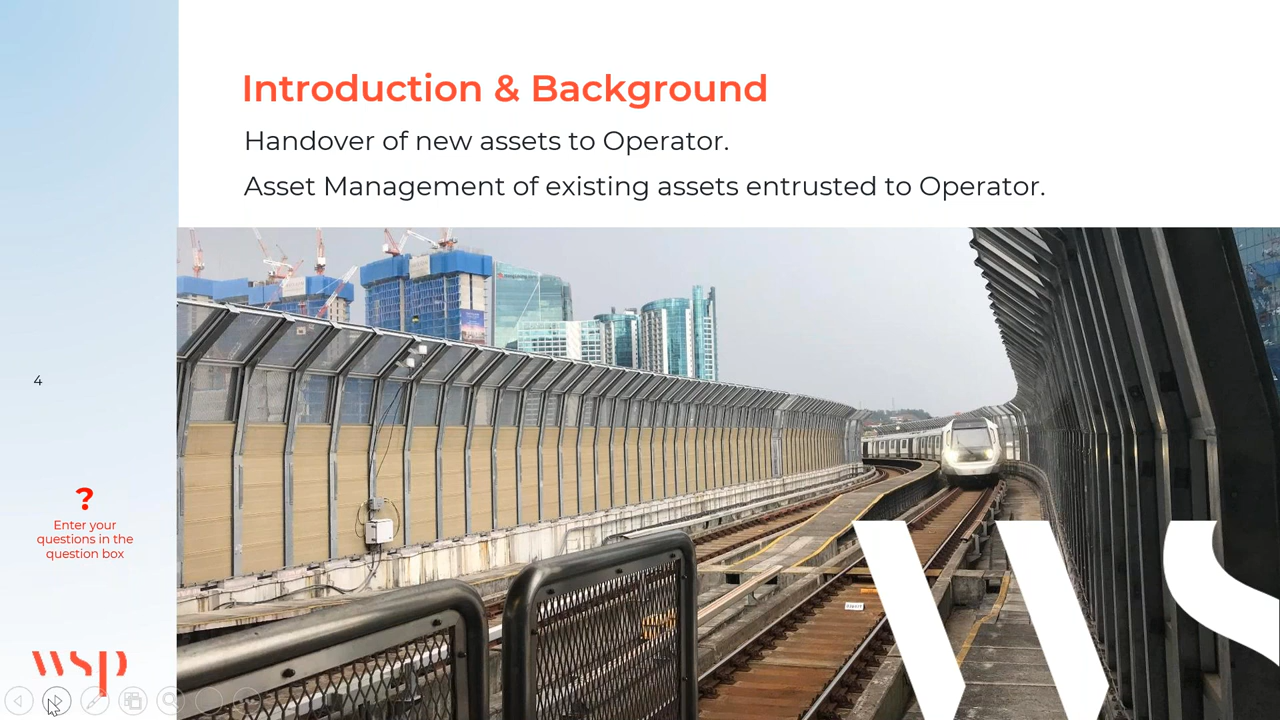 Introduction & Background
Handover of new assets to Operator.
Asset Management of existing assets entrusted to Operator.
4
?
Enter your
questions in the
question box
wsp
WS